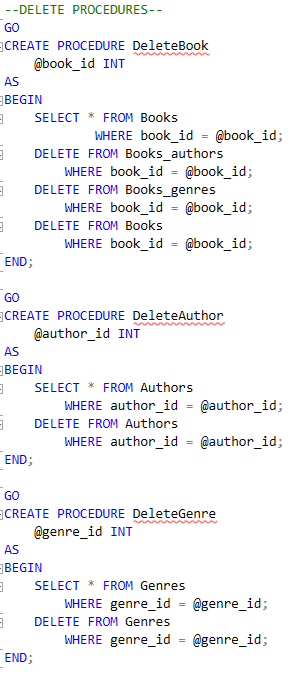 --DELETE PROCEDURES--
GO
CREATE PROCEDURE DeleteBook
    @book_id INT
AS
BEGIN
    SELECT * FROM Books
            WHERE book_id = @book_id;
    DELETE FROM Books_authors
        WHERE book_id = @book_id;
    DELETE FROM Books_genres
        WHERE book_id = @book_id;
    DELETE FROM Books
        WHERE book_id = @book_id;
END;

GO
CREATE PROCEDURE DeleteAuthor
    @author_id INT
AS
BEGIN
    SELECT * FROM Authors
        WHERE author_id = @author_id;
    DELETE FROM Authors
        WHERE author_id = @author_id;
END;

GO
CREATE PROCEDURE DeleteGenre
    @genre_id INT
AS
BEGIN
    SELECT * FROM Genres
        WHERE genre_id = @genre_id;
    DELETE FROM Genres
        WHERE genre_id = @genre_id;
END;